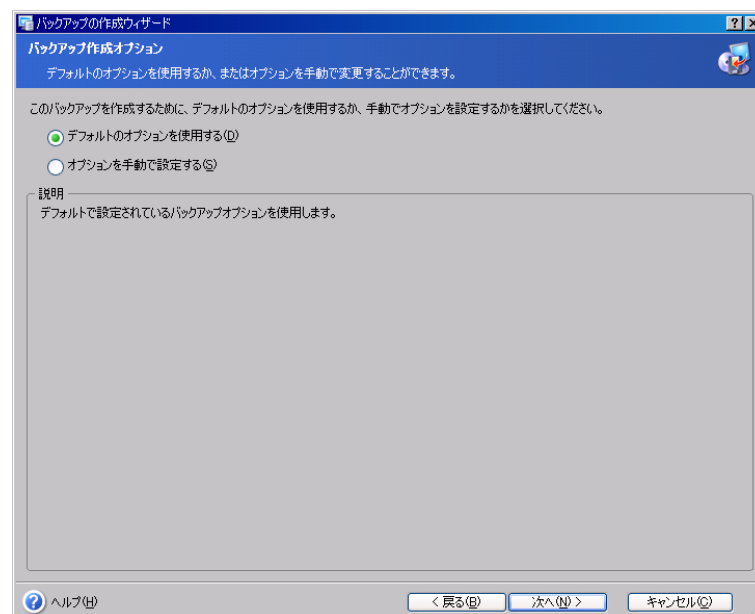 バックアップの作成ウィザード
バックアップ作成オプション
デフォルトのオプションを使用するか、またはオプションを手動で変更することができます。
このバックアップを作成するために、デフォルトのオプションを使用するか、手動でオプションを設定するかを選択してください。
デフォルトのオプションを使用する(D)
オプションを手動で設定する(S)
説明
デフォルトで設定されているバックアップオプションを使用します。
ヘルプ(H)
< 戻る(B)
次へ(N) >
キャンセル(C)